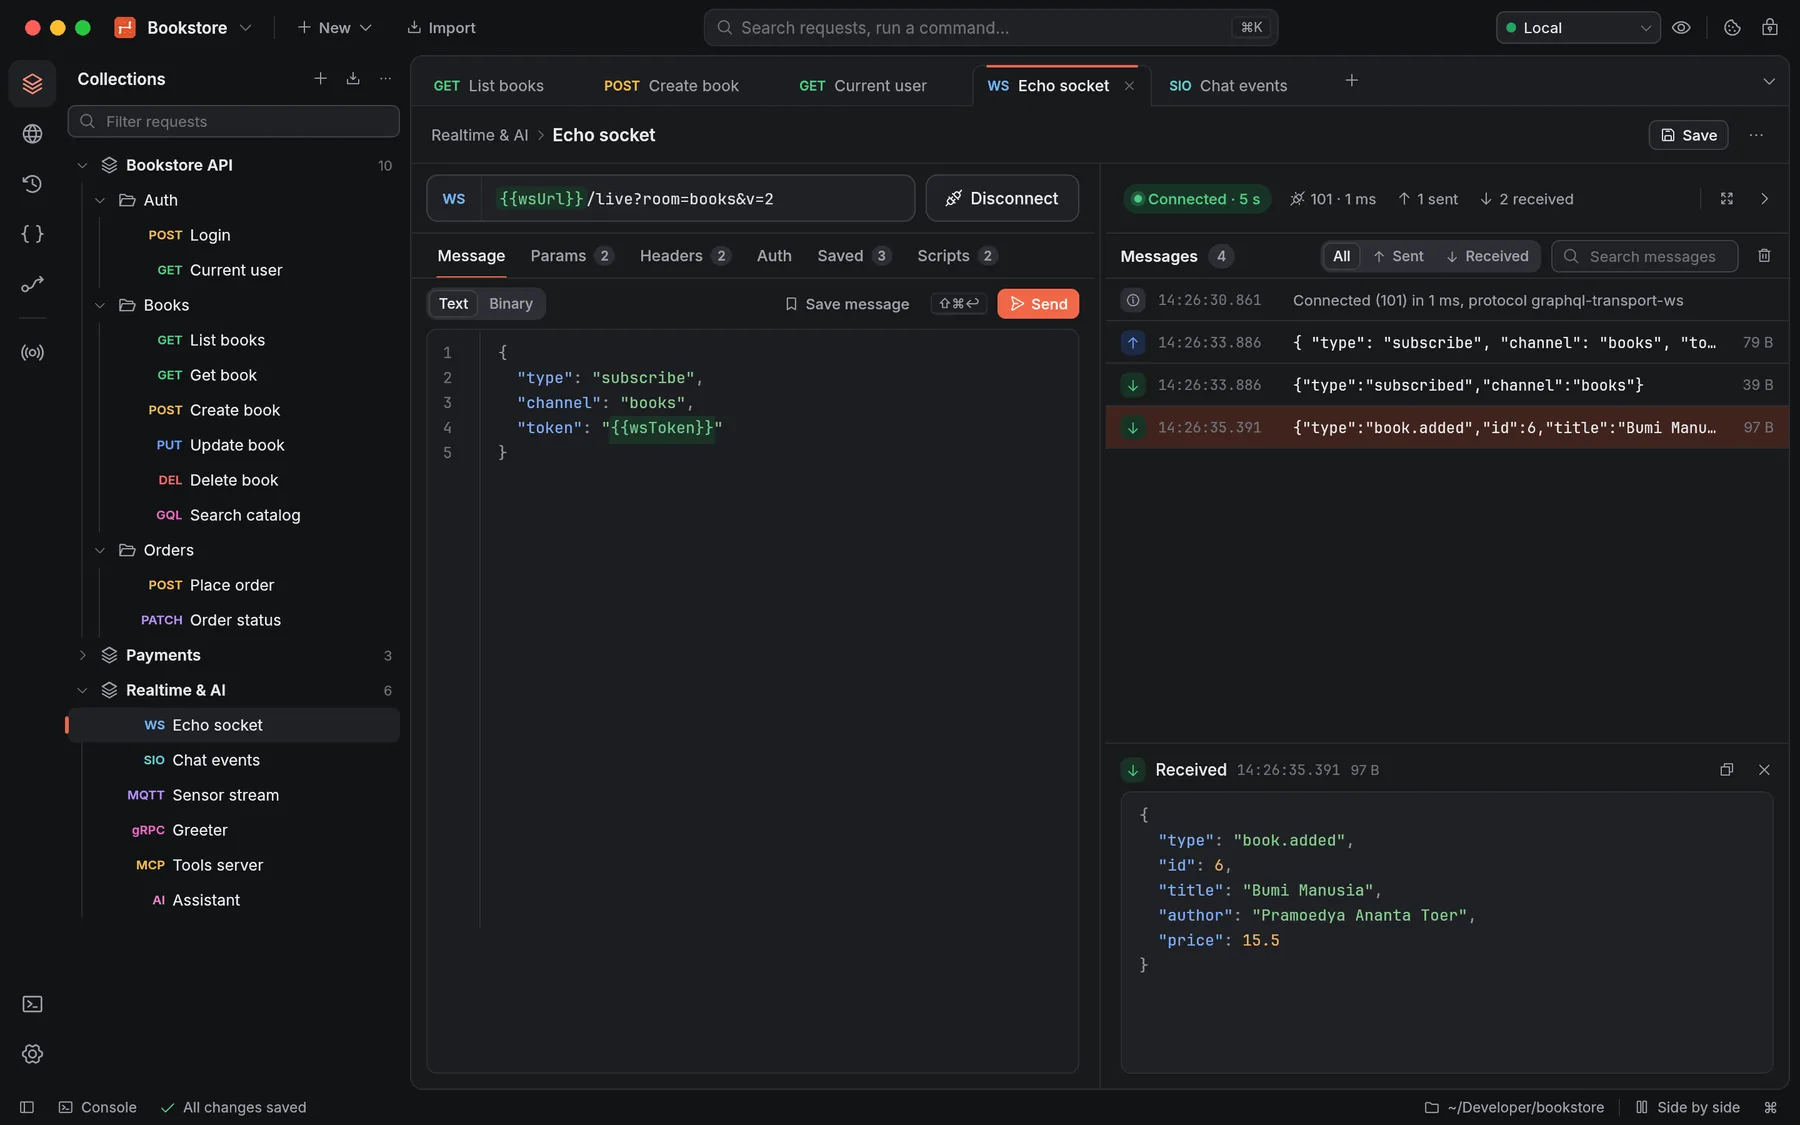 Bookstore
New
Import
Search requests, run a command...
⌘K
Local
Collections
Filter requests
Bookstore API 10
Auth
POST Login
GET Current user
Books
GET List books
GET Get book
POST Create book
PUT Update book
DEL Delete book
GQL Search catalog
Orders
POST Place order
PATCH Order status
Payments 3
Realtime & AI 6
WS Echo socket
SIO Chat events
MQTT Sensor stream
gRPC Greeter
MCP Tools server
AI Assistant
GET List books
POST Create book
GET Current user
WS Echo socket
SIO Chat events
Realtime & AI > Echo socket
Save
WS {{wsUrl}}/live?room=books&v=2
Disconnect
Message
Params 2
Headers 2
Auth
Saved 3
Scripts 2
Text
Binary
Save message
⇧⌘↩
Send
1 {
2 "type": "subscribe",
3 "channel": "books",
4 "token": "{{wsToken}}"
5 }
Connected · 5 s
101 · 1 ms
↑ 1 sent
↓ 2 received
Messages 4
All
↑ Sent
↓ Received
Search messages
14:26:30.861 Connected (101) in 1 ms, protocol graphql-transport-ws
14:26:33.886 { "type": "subscribe", "channel": "books", "to… 79 B
14:26:33.886 {"type":"subscribed","channel":"books"} 39 B
14:26:35.391 {"type":"book.added","id":6,"title":"Bumi Manu… 97 B
Received 14:26:35.391 97 B
{
"type": "book.added",
"id": 6,
"title": "Bumi Manusia",
"author": "Pramoedya Ananta Toer",
"price": 15.5
}
Console
All changes saved
~/Developer/bookstore
Side by side
⌘